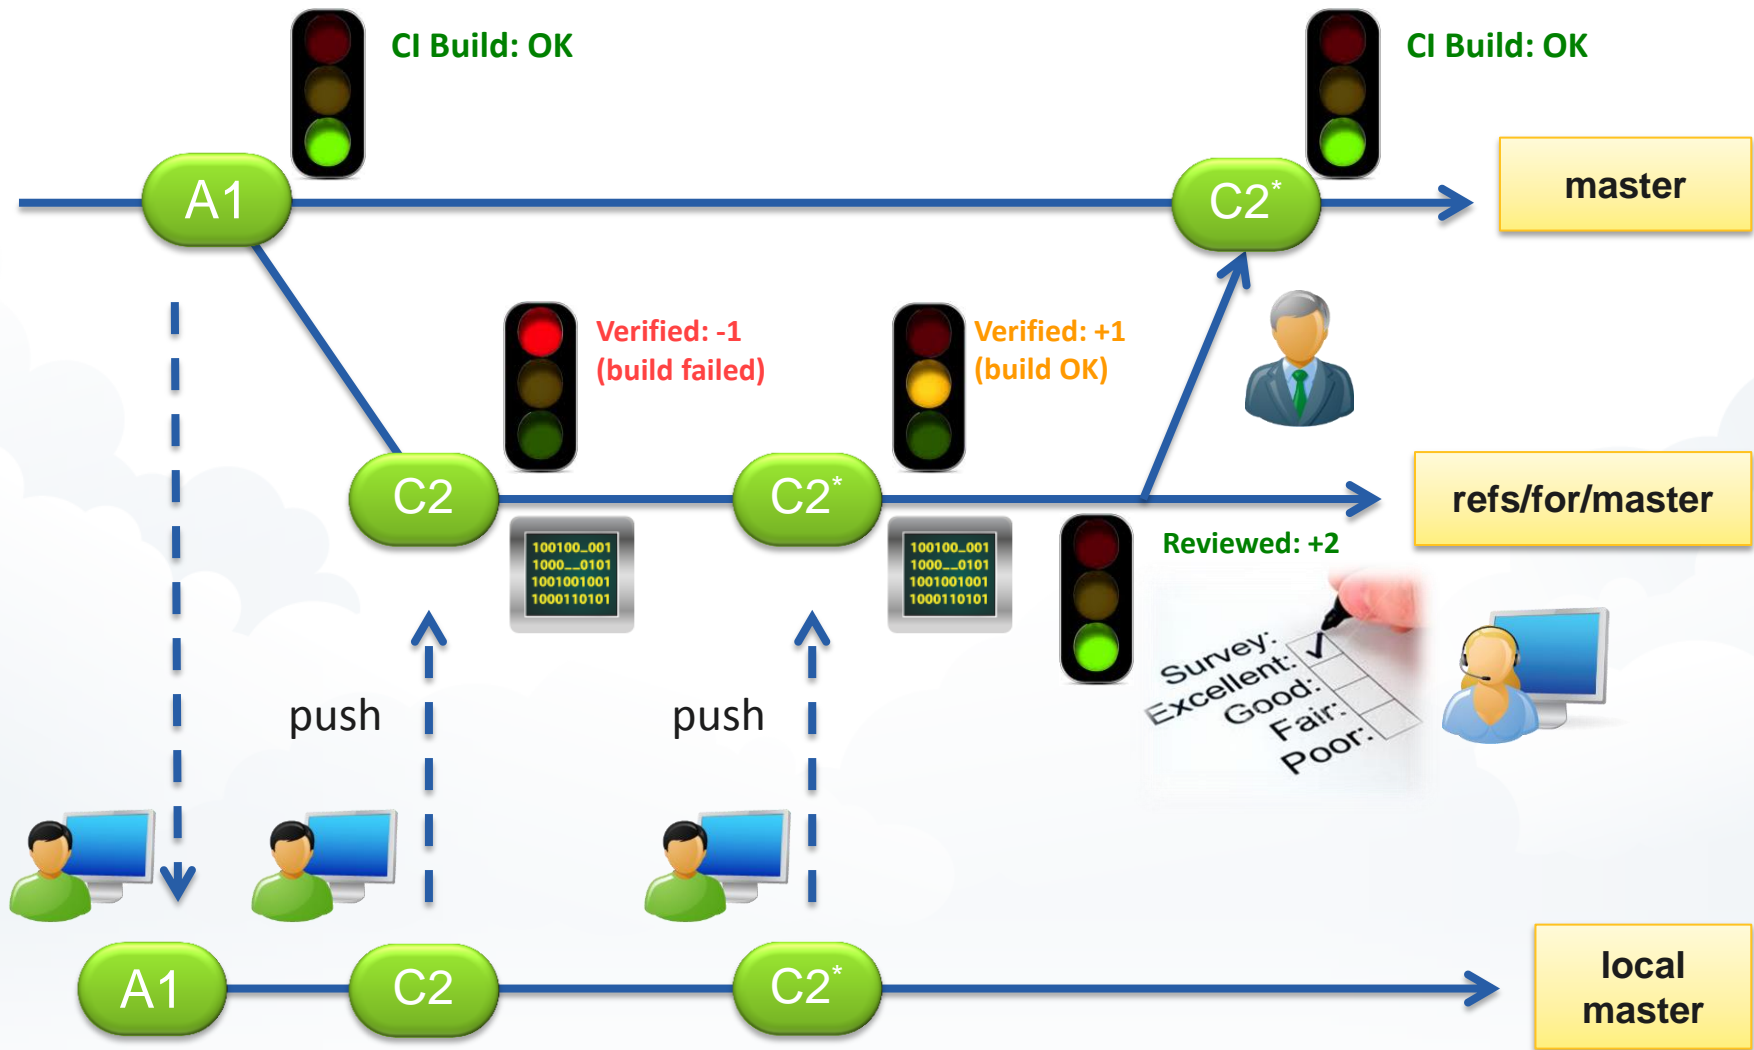 CI Build: OK
CI Build: OK
A1
C2*
master
Verified: -1
(build failed)
Verified: +1
(build OK)
C2
C2*
refs/for/master
100100_001
1000__0101
1001001001
1000110101
100100_001
1000__0101
1001001001
1000110101
Reviewed: +2
Survey:
Excellent:
Good:
Fair:
Poor:
push
push
A1
C2
C2*
local
master